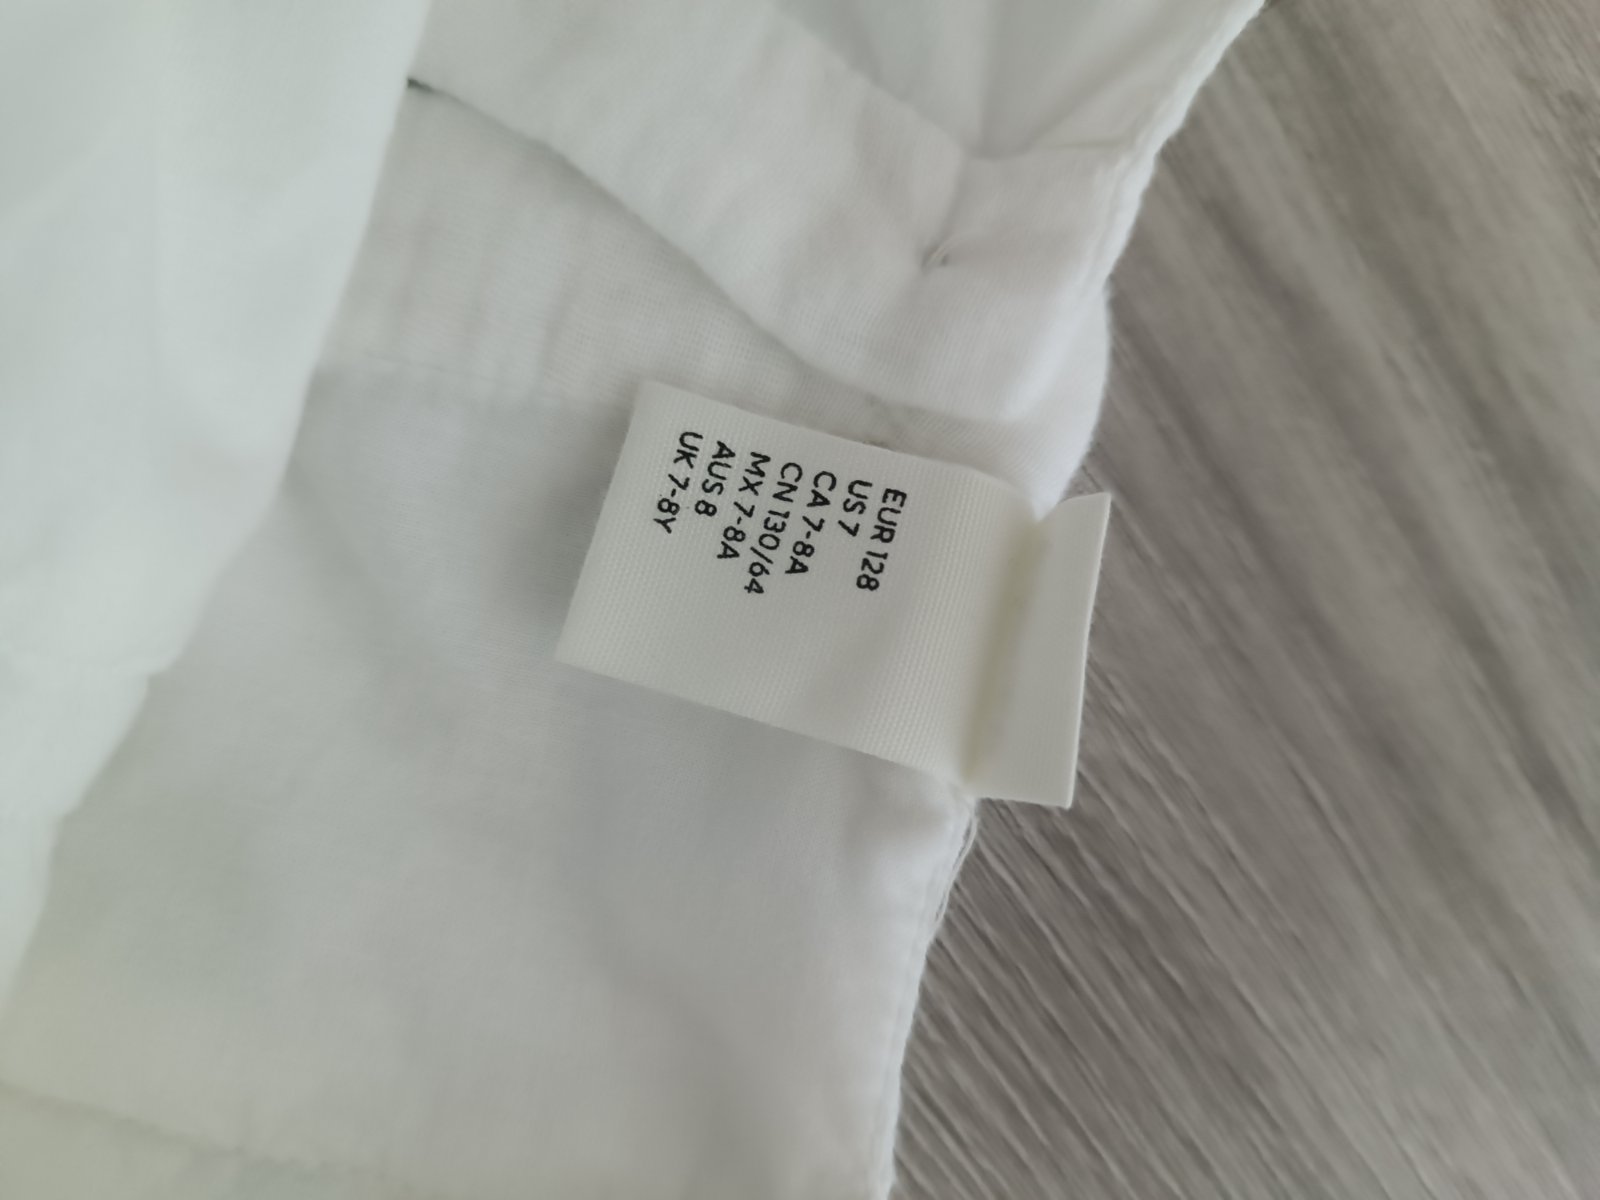 EUR 128
US 7
CA 7-8A
CN 130/64
MX 7-8A
AUS 8
UK 7-8Y